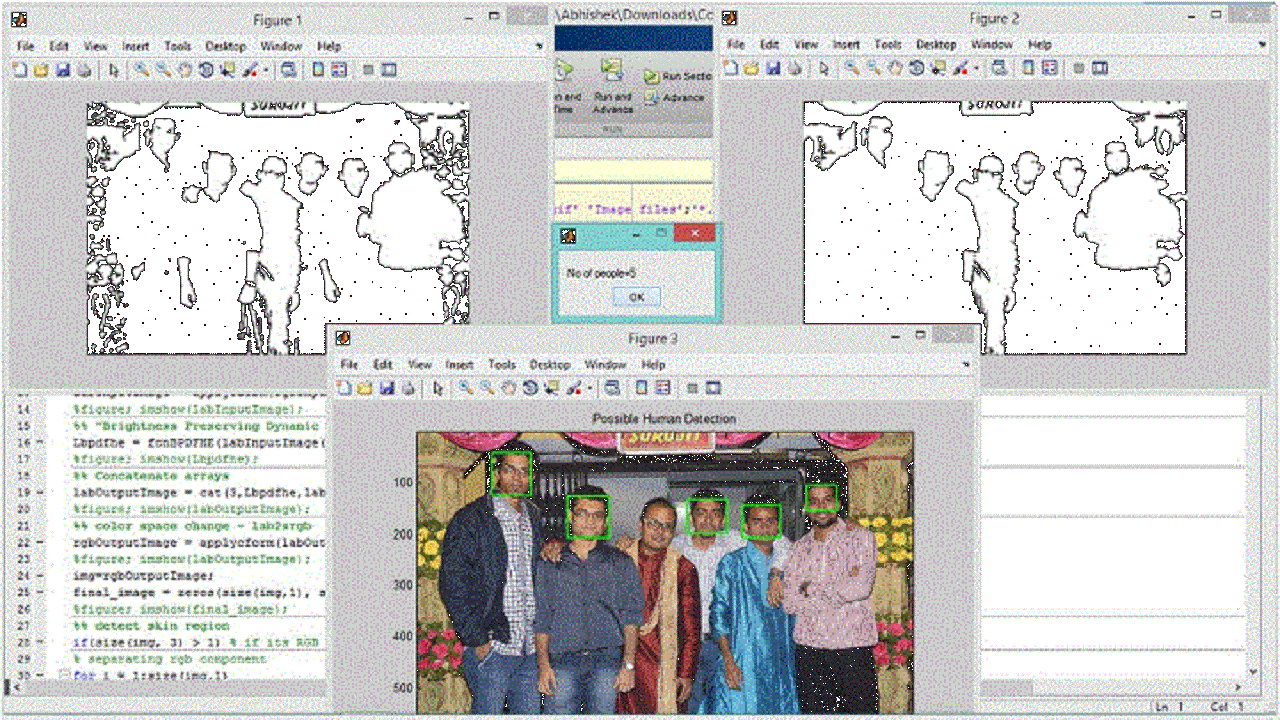 Figure 1
File Edit View Insert Tools Desktop Window Help
SUROJIT
\Abhishek\Downloads\Co
Run Sectio
n and Run and
Time Advance
Advance
RUN
if' 'Image files';'*.
No of people=5
OK
Figure 2
File Edit View Insert Tools Desktop Window Help
SUROJIT
Figure 3
File Edit View Insert Tools Desktop Window Help
Possible Human Detection
SUROJIT
100
200
300
400
500
14 %figure; imshow(labInputImage);
15 %% "Brightness Preserving Dynamic
16 Lbpdfhe = fcnBPDFHE(labInputImage(
17 %figure; imshow(Lbpdfhe);
18 %% Concatenate arrays
19 labOutputImage = cat(3,Lbpdfhe,lab
20 %figure; imshow(labOutputImage);
21 %% color space change - lab2srgb
22 rgbOutputImage = applycform(labOut
23 %figure; imshow(labOutputImage);
24 img=rgbOutputImage;
25 final_image = zeros(size(img,1), s
26 %figure; imshow(final_image);
27 %% detect skin region
28 if(size(img, 3) > 1) % if its RGB
29 % separating rgb component
30 for i = 1:size(img,1)
Ln 1 Col 1